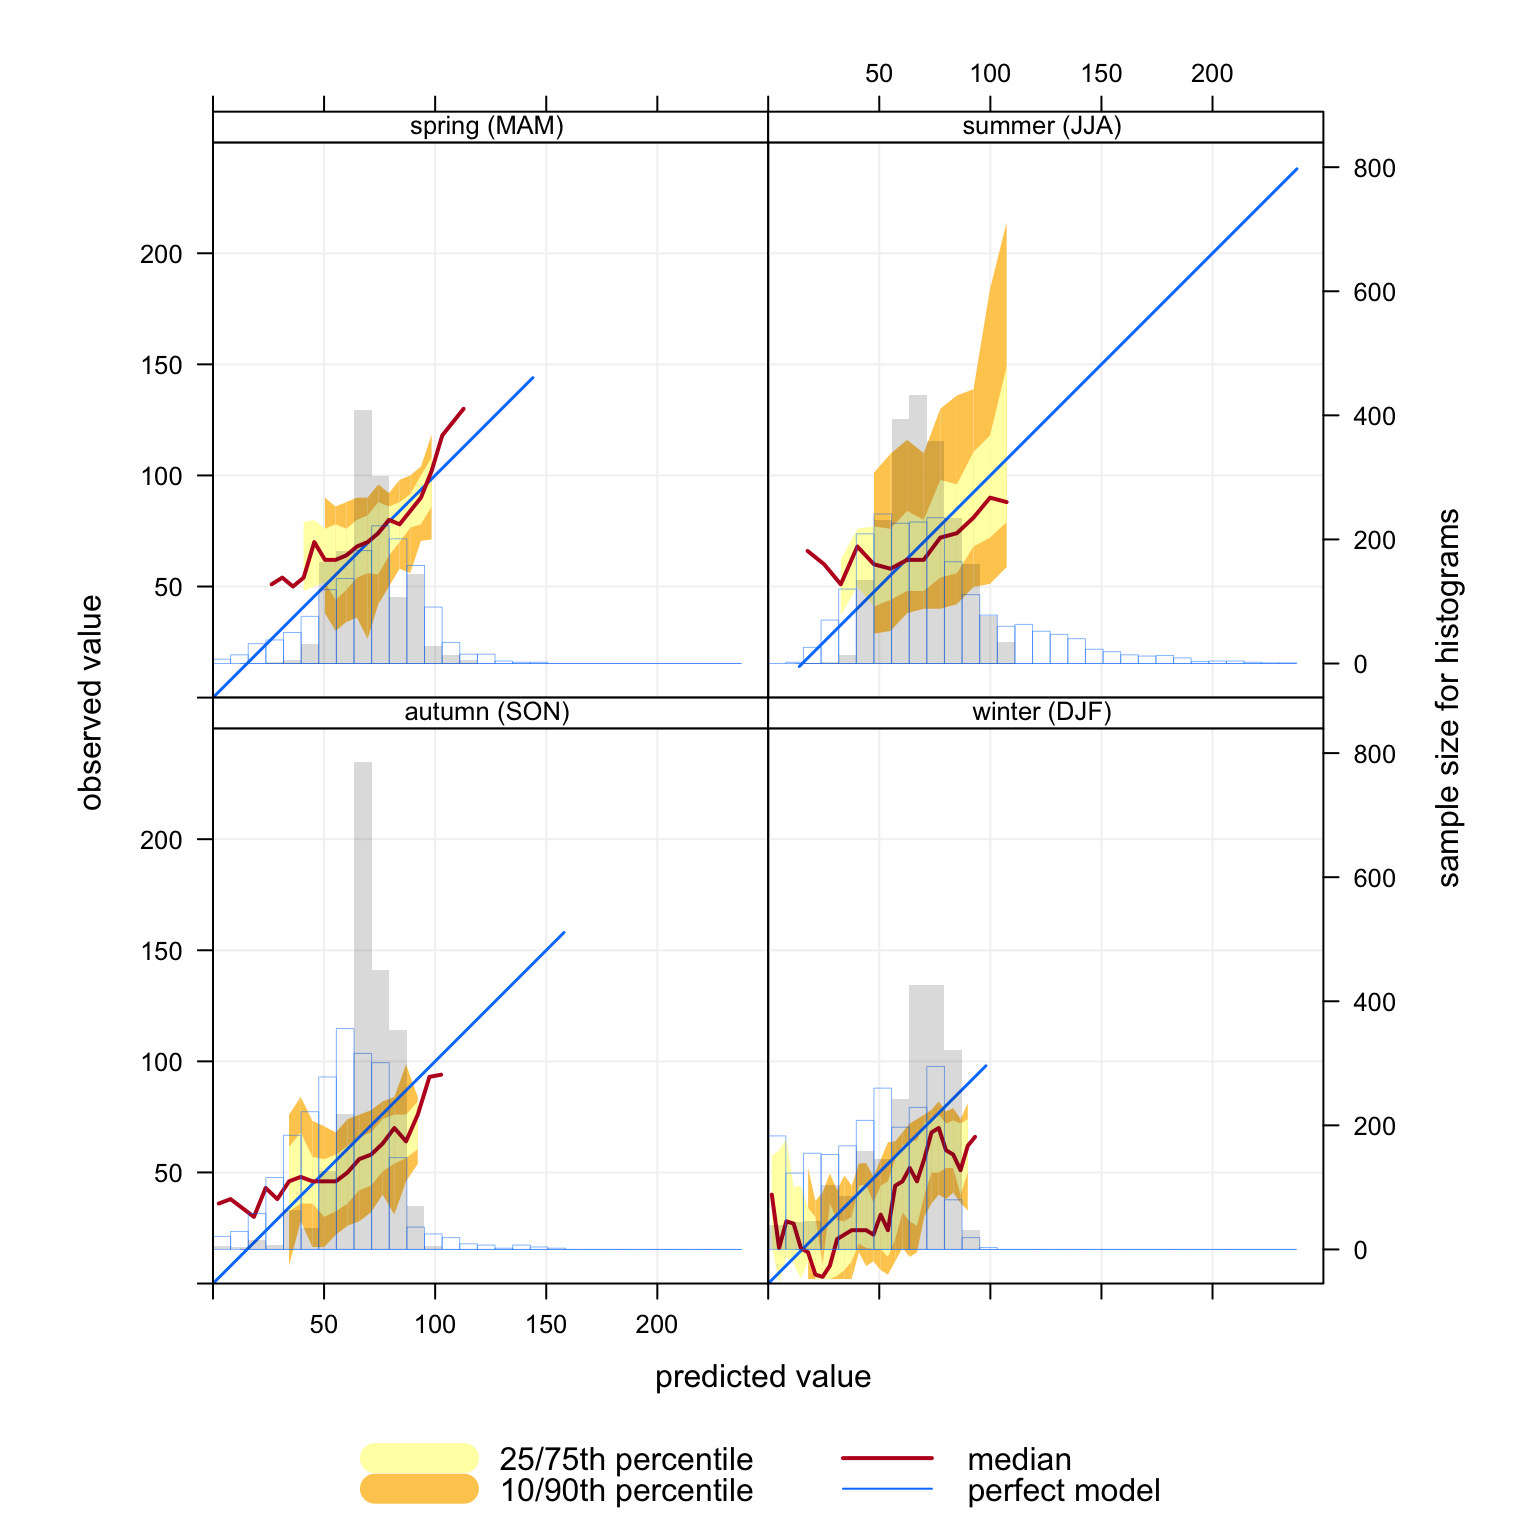 50 100 150 200
spring (MAM) summer (JJA)
800
200
600
150
400
100
200
50
0
autumn (SON) winter (DJF)
800
200
600
150
400
100
200
50
0
50 100 150 200
observed value
sample size for histograms
predicted value
25/75th percentile median
10/90th percentile perfect model